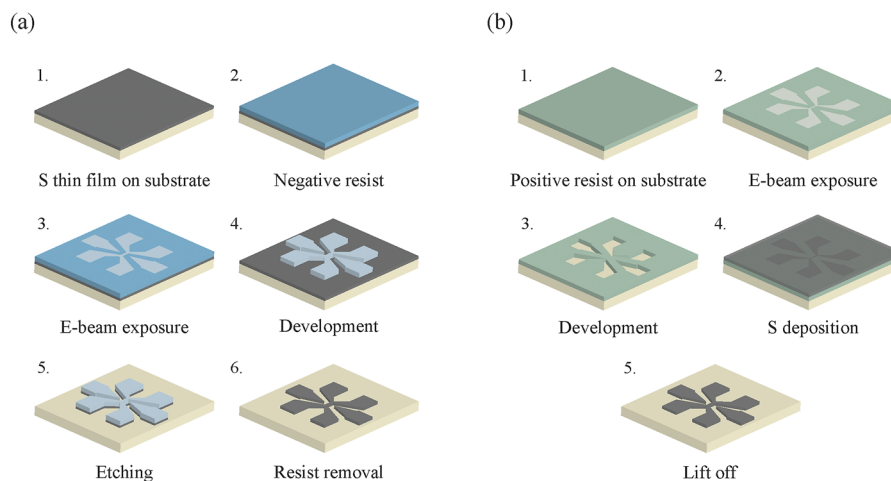 (a)
(b)
1.
2.
S thin film on substrate
Negative resist
3.
4.
E-beam exposure
Development
5.
6.
Etching
Resist removal
1.
2.
Positive resist on substrate
E-beam exposure
3.
4.
Development
S deposition
5.
Lift off